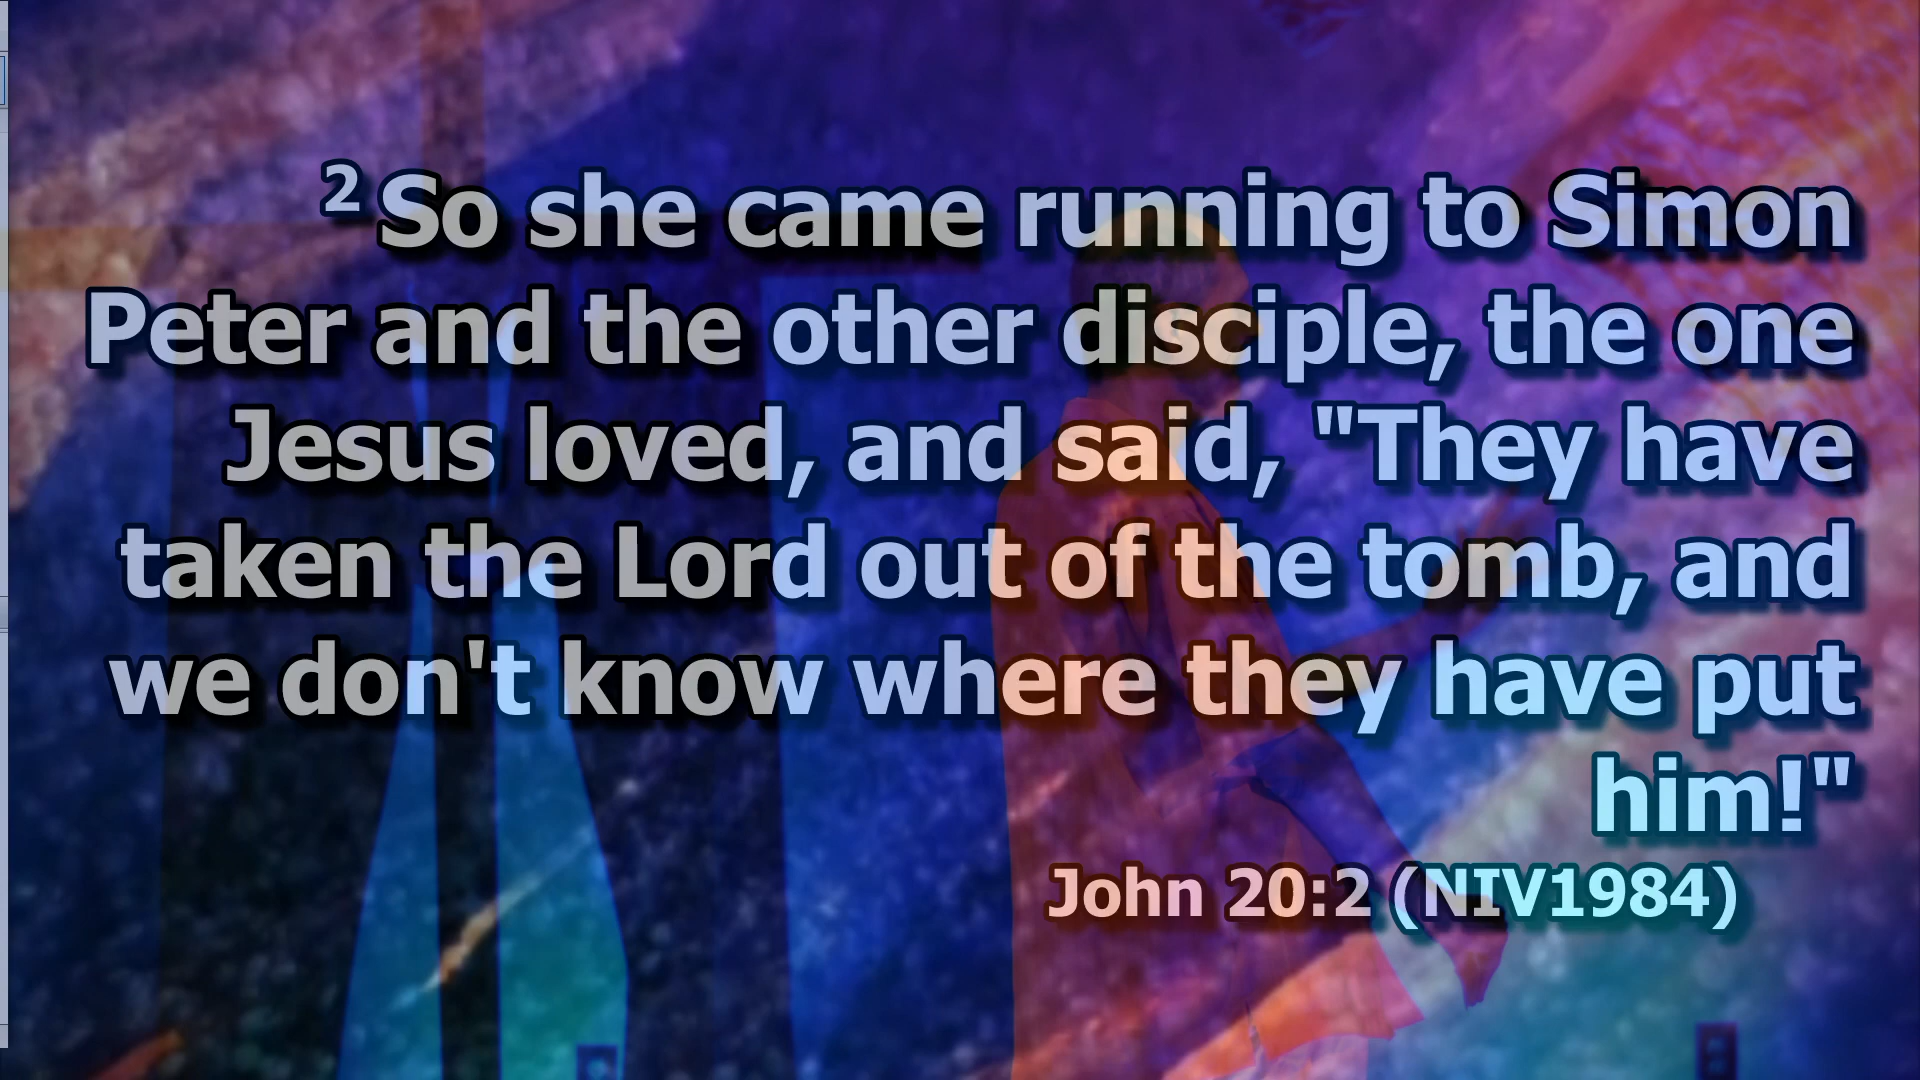 2 So she came running to Simon
Peter and the other disciple, the one
Jesus loved, and said, "They have
taken the Lord out of the tomb, and
we don't know where they have put
him!"
John 20:2 (NIV1984)